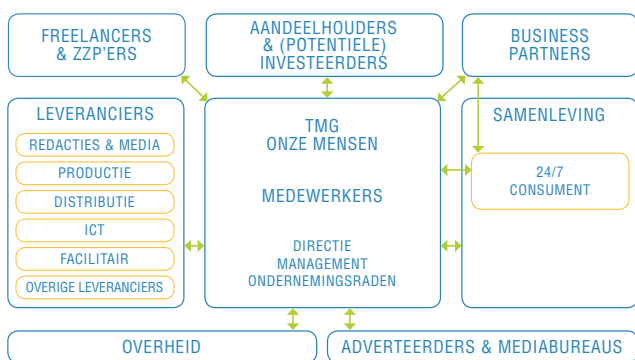 FREELANCERS
& ZZP'ERS
AANDEELHOUDERS
& (POTENTIELE)
INVESTEERDERS
BUSINESS
PARTNERS
LEVERANCIERS
REDACTIES & MEDIA
PRODUCTIE
DISTRIBUTIE
ICT
FACILITAIR
OVERIGE LEVERANCIERS
TMG
ONZE MENSEN
MEDEWERKERS
DIRECTIE
MANAGEMENT
ONDERNEMINGSRADEN
SAMENLEVING
24/7
CONSUMENT
OVERHEID
ADVERTEERDERS & MEDIABUREAUS